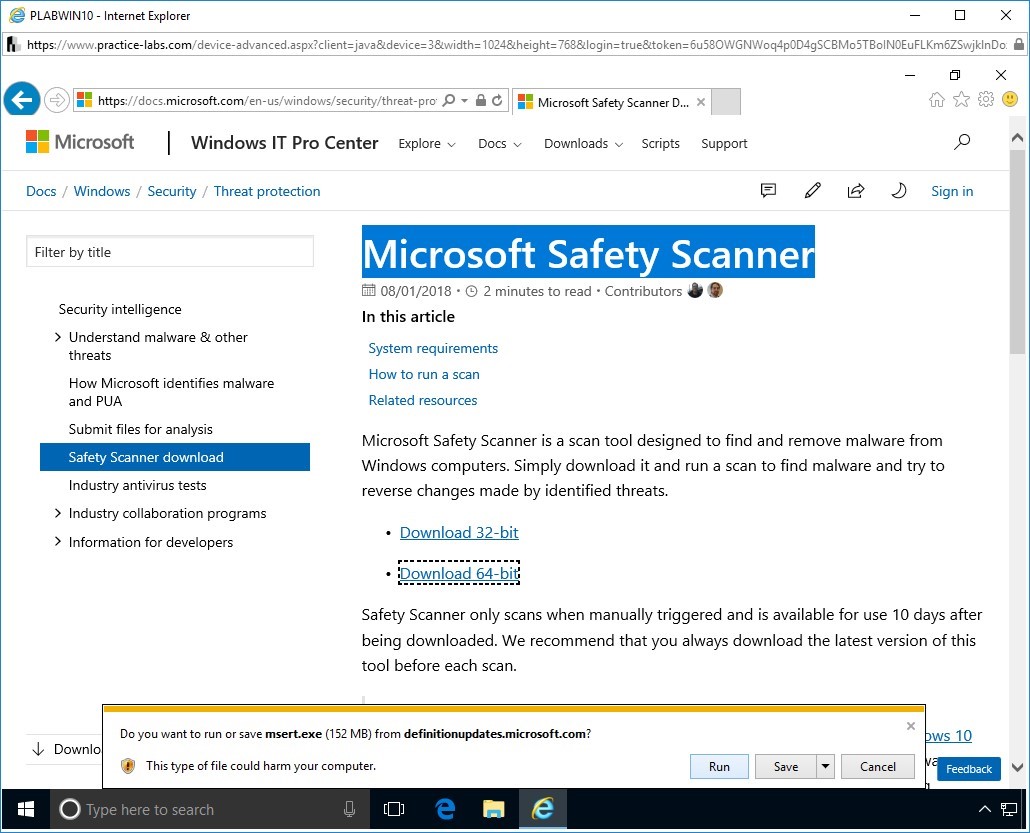 PLABWIN10 - Internet Explorer
https://www.practice-labs.com/device-advanced.aspx?client=java&device=3&width=1024&height=768&login=true&token=6u58OWGNWoq4p0D4gSCBMo5TBolN0EuFLKm6ZSwjkInDo
https://docs.microsoft.com/en-us/windows/security/threat-pro
Microsoft Safety Scanner D...
Microsoft
Windows IT Pro Center
Explore
Docs
Downloads
Scripts
Support
Docs / Windows / Security / Threat protection
Sign in
Filter by title
Security intelligence
Understand malware & other
threats
How Microsoft identifies malware
and PUA
Submit files for analysis
Safety Scanner download
Industry antivirus tests
Industry collaboration programs
Information for developers
Downlo
Microsoft Safety Scanner
08/01/2018 • 2 minutes to read • Contributors
In this article
System requirements
How to run a scan
Related resources
Microsoft Safety Scanner is a scan tool designed to find and remove malware from
Windows computers. Simply download it and run a scan to find malware and try to
reverse changes made by identified threats.
• Download 32-bit
• Download 64-bit
Safety Scanner only scans when manually triggered and is available for use 10 days after
being downloaded. We recommend that you always download the latest version of this
tool before each scan.
ows 10
Do you want to run or save msert.exe (152 MB) from definitionupdates.microsoft.com?
This type of file could harm your computer.
Run
Save
Cancel
Feedback
Type here to search